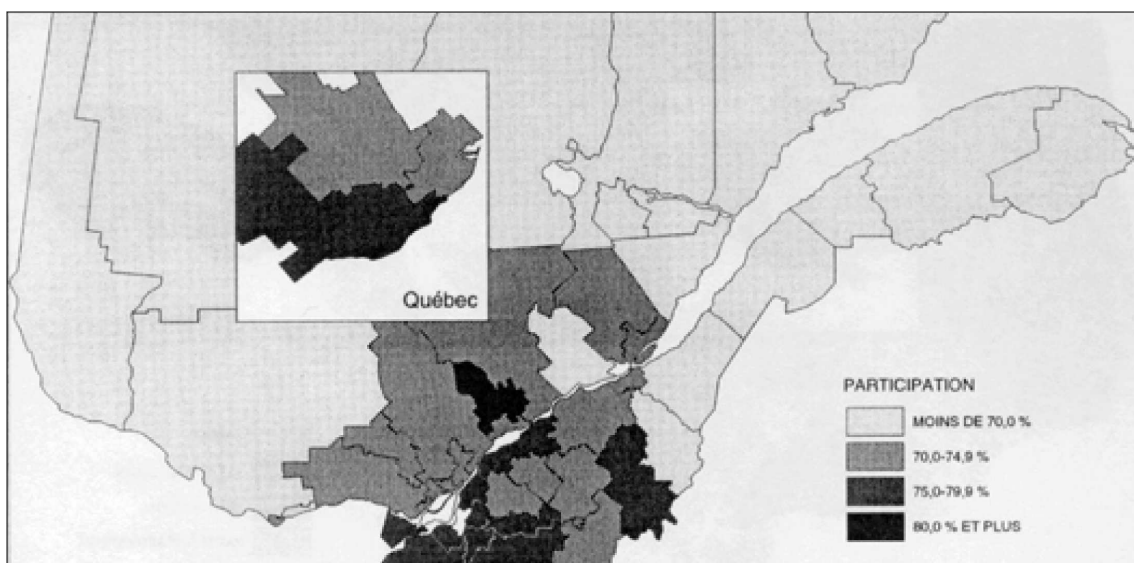 Québec
PARTICIPATION
MOINS DE 70,0 %
70,0-74,9 %
75,0-79,9 %
80,0 % ET PLUS